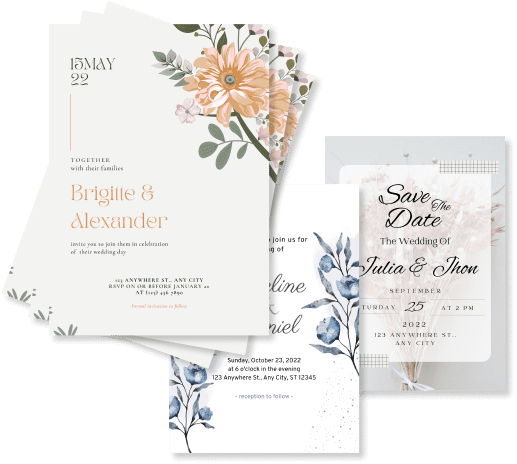 15MAY
22
TOGETHER
with their families
Brigitte &
Alexander
invite you to join them in celebration
of their wedding day
123 ANYWHERE ST., ANY CITY
RSVP ON OR BEFORE JANUARY 20
AT (123) 456 7890
Formal invitation to follow
join us for
Sunday, October 23, 2022
at 6 o'clock in the evening
123 Anywhere St., Any City, ST 12345
- reception to follow -
Save
The
Date
The Wedding Of
Julia & Jhon
SEPTEMBER
25 AT 2 PM
2022
123 ANYWHERE ST.,
ANY CITY